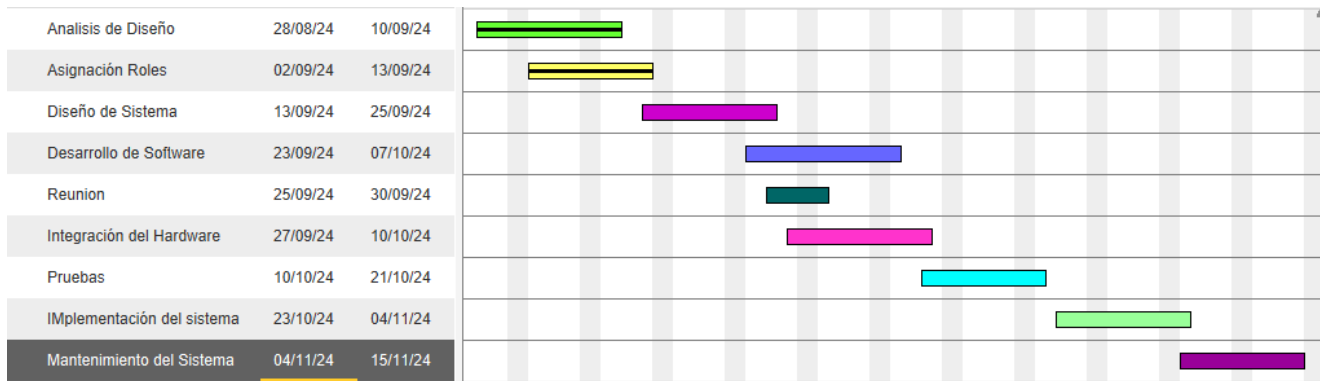 Analisis de Diseño 28/08/24 10/09/24
Asignación Roles 02/09/24 13/09/24
Diseño de Sistema 13/09/24 25/09/24
Desarrollo de Software 23/09/24 07/10/24
Reunion 25/09/24 30/09/24
Integración del Hardware 27/09/24 10/10/24
Pruebas 10/10/24 21/10/24
IMplementación del sistema 23/10/24 04/11/24
Mantenimiento del Sistema 04/11/24 15/11/24